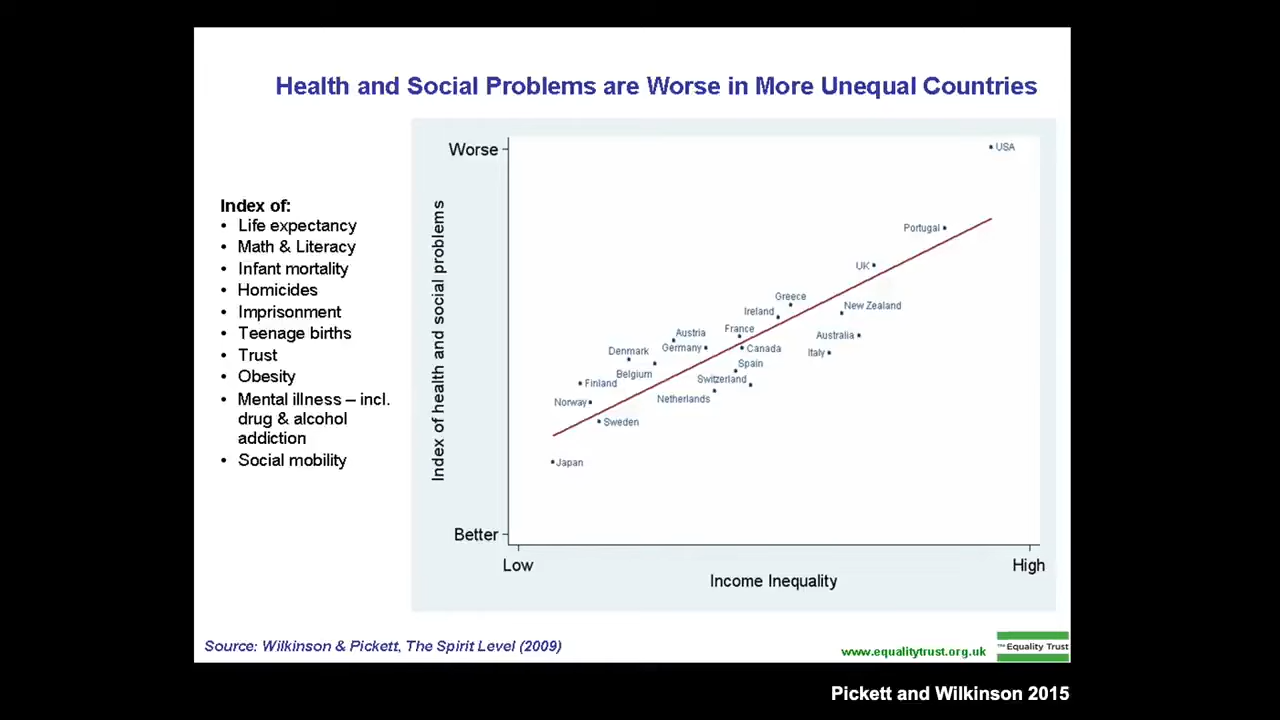 Health and Social Problems are Worse in More Unequal Countries
Index of:
• Life expectancy
• Math & Literacy
• Infant mortality
• Homicides
• Imprisonment
• Teenage births
• Trust
• Obesity
• Mental illness – incl.
drug & alcohol
addiction
• Social mobility
Index of health and social problems
Worse
Better
USA
Portugal
UK
Greece
New Zealand
Ireland
Austria
France
Australia
Germany
Canada
Denmark
Italy
Spain
Belgium
Switzerland
Finland
Netherlands
Norway
Sweden
Japan
Low
High
Income Inequality
Source: Wilkinson & Pickett, The Spirit Level (2009)
www.equalitytrust.org.uk
The Equality Trust
Pickett and Wilkinson 2015